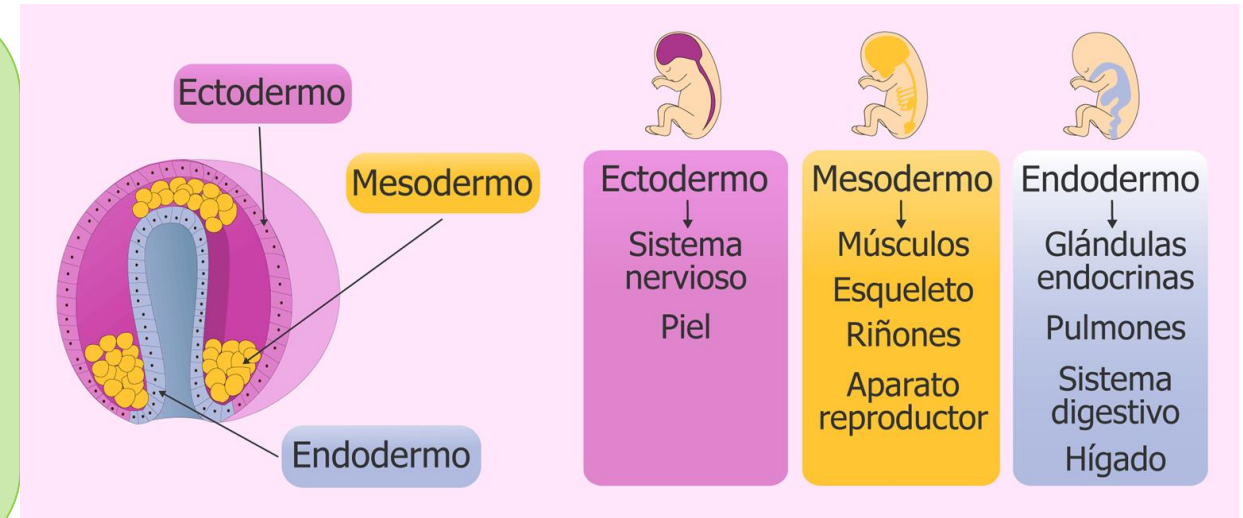 Ectodermo
Mesodermo
Endodermo
Ectodermo
Sistema
nervioso
Piel
Mesodermo
Músculos
Esqueleto
Riñones
Aparato
reproductor
Endodermo
Glándulas
endocrinas
Pulmones
Sistema
digestivo
Hígado